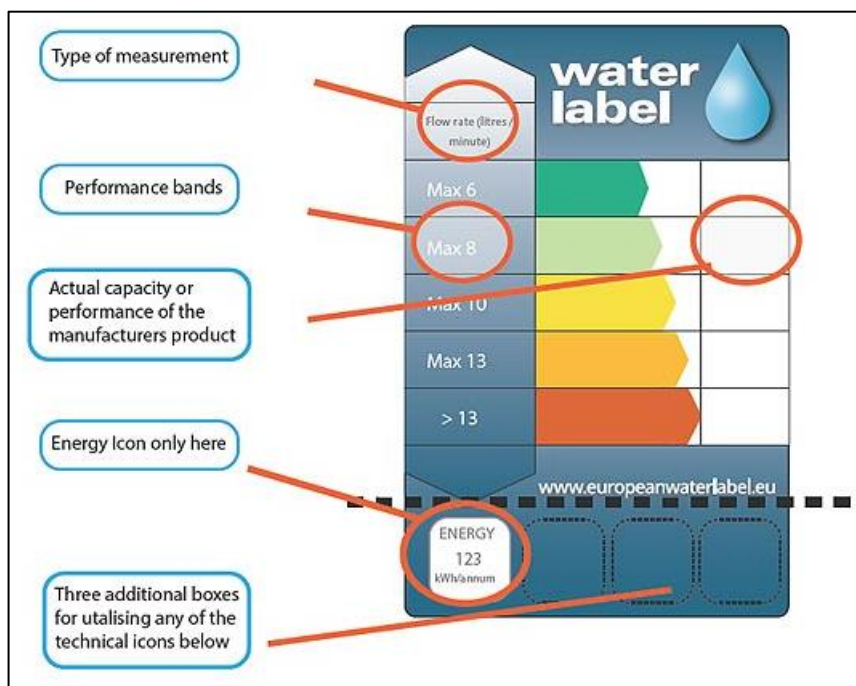 Type of measurement
Performance bands
Actual capacity or
performance of the
manufacturers product
Energy Icon only here
Three additional boxes
for utalising any of the
technical icons below
water
label
Flow rate (litres /
minute)
Max 6
Max 8
Max 10
Max 13
> 13
www.europeanwaterlabel.eu
ENERGY
123
kWh/annum